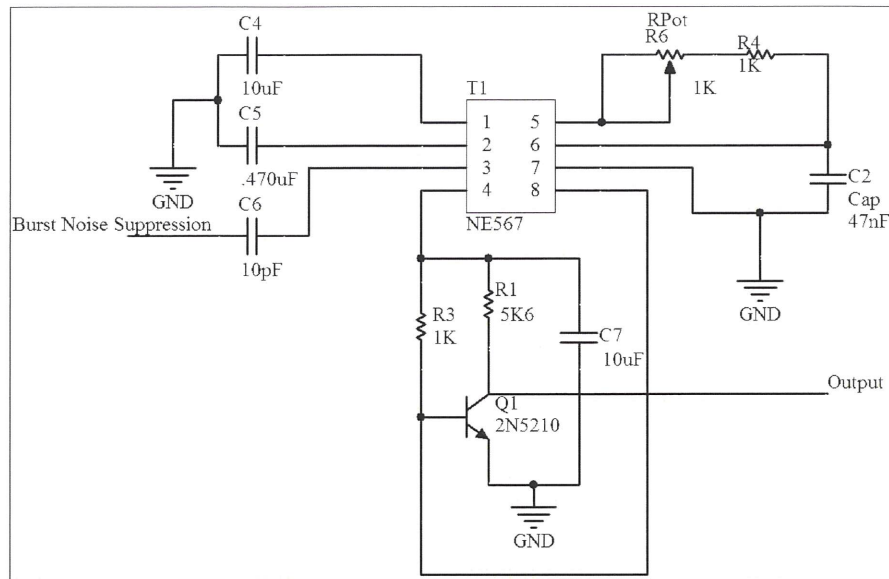 C4
10uF
C5
.470uF
GND
Burst Noise Suppression
C6
10pF
T1
1 5
2 6
3 7
4 8
NE567
RPot
R6
1K
R4
1K
C2
Cap
47nF
GND
R3
1K
R1
5K6
C7
10uF
Q1
2N5210
GND
Output